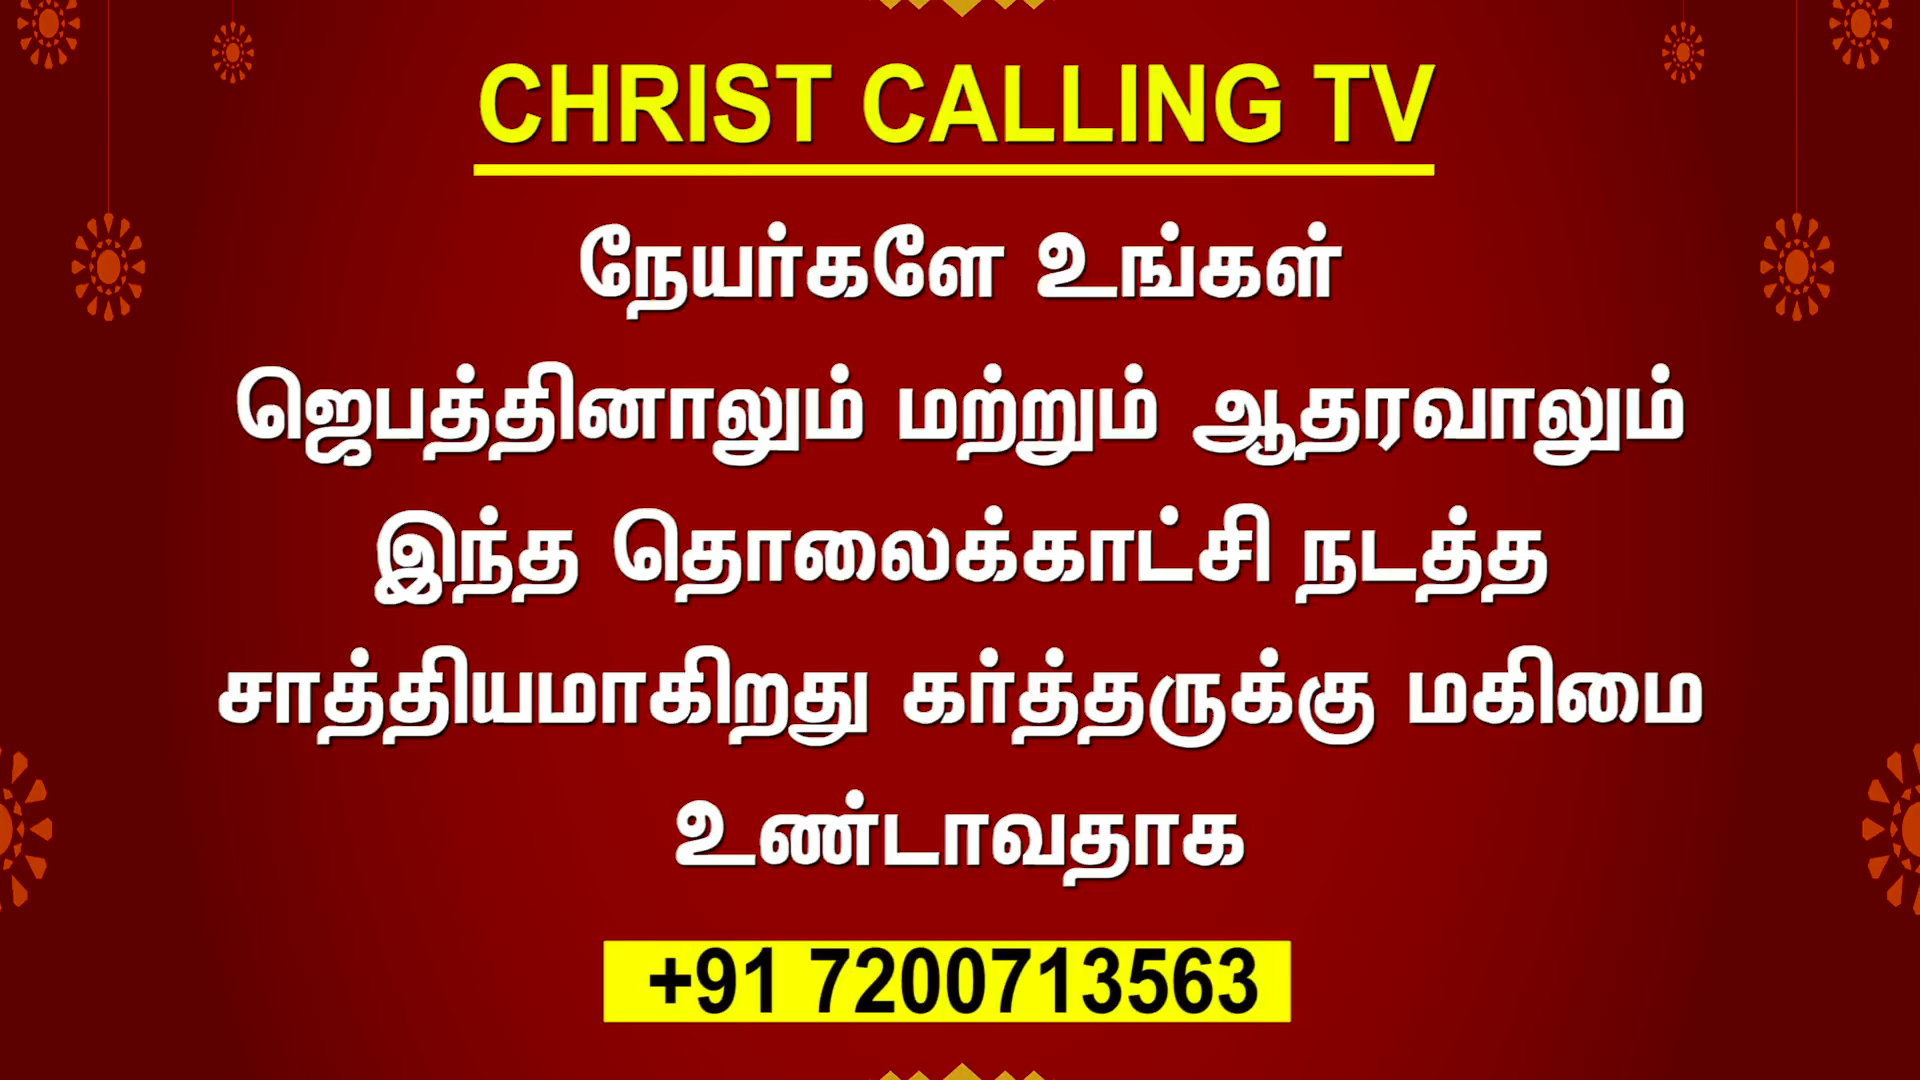 CHRIST CALLING TV
நேயர்களே உங்கள்
ஜெபத்தினாலும் மற்றும் ஆதரவாலும்
இந்த தொலைக்காட்சி நடத்த
சாத்தியமாகிறது கர்த்தருக்கு மகிமை
உண்டாவதாக
+91 7200713563